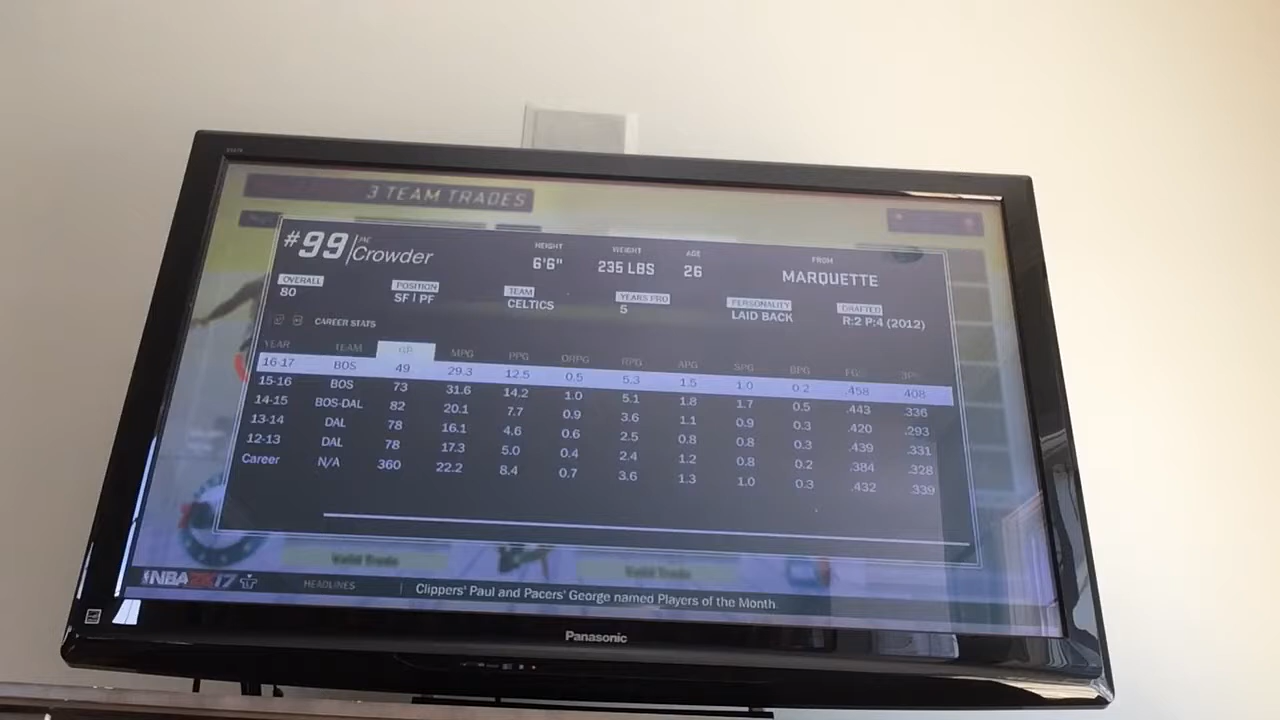 3 TEAM TRADES
#99 JAE Crowder
HEIGHT WEIGHT AGE FROM
6'6" 235 LBS 26 MARQUETTE
OVERALL POSITION TEAM YEARS PRO PERSONALITY DRAFTED
80 SF | PF CELTICS 5 LAID BACK R:2 P:4 (2012)
CAREER STATS
YEAR TEAM GP MPG PPG ORPG RPG APG SPG BPG FG% 3P%
16-17 BOS 49 29.3 12.5 0.5 5.3 1.5 1.0 0.2 .458 .408
15-16 BOS 73 31.6 14.2 1.0 5.1 1.8 1.7 0.5 .443 .336
14-15 BOS-DAL 82 20.1 7.7 0.9 3.6 1.1 0.9 0.3 .420 .293
13-14 DAL 78 16.1 4.6 0.6 2.5 0.8 0.8 0.3 .439 .331
12-13 DAL 78 17.3 5.0 0.4 2.4 1.2 0.8 0.2 .384 .328
Career N/A 360 22.2 8.4 0.7 3.6 1.3 1.0 0.3 .432 .339
Valid Trade Valid Trade
NBA 2K17 HEADLINES Clippers' Paul and Pacers' George named Players of the Month
Panasonic